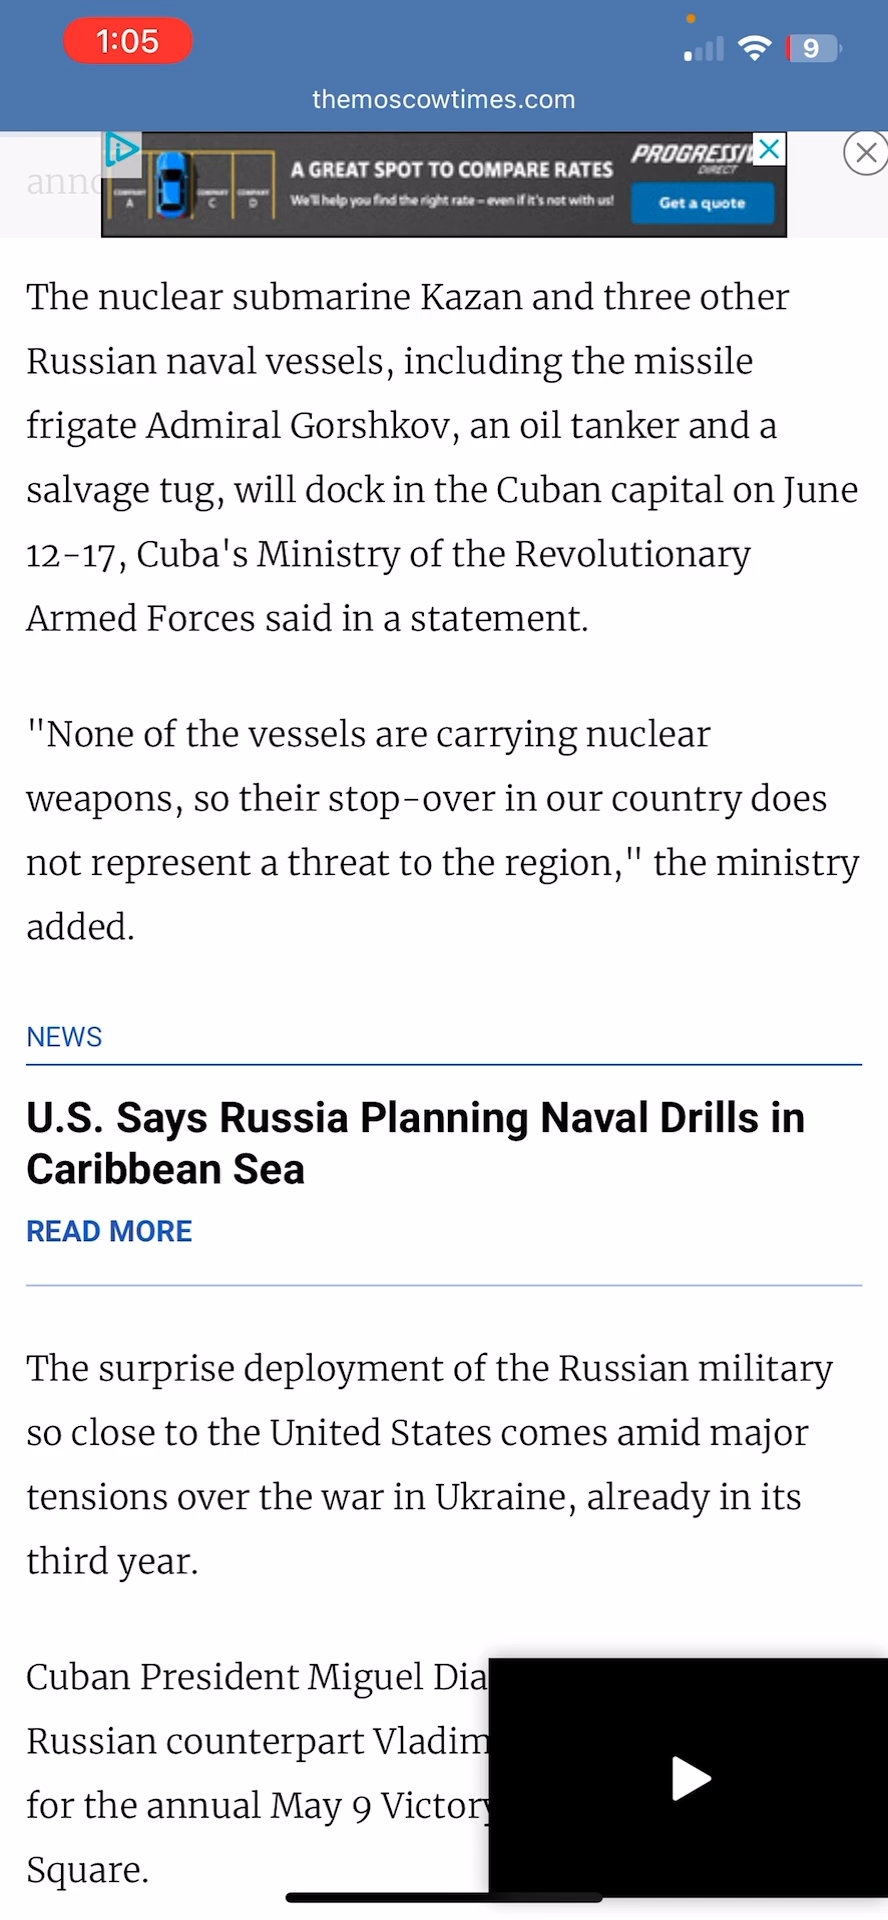 1:05
9
themoscowtimes.com
A GREAT SPOT TO COMPARE RATES
We'll help you find the right rate – even if it's not with us!
DIRECT
Get a quote
COMPANY A
COMPANY C
COMPANY D
The nuclear submarine Kazan and three other
Russian naval vessels, including the missile
frigate Admiral Gorshkov, an oil tanker and a
salvage tug, will dock in the Cuban capital on June
12-17, Cuba's Ministry of the Revolutionary
Armed Forces said in a statement.
"None of the vessels are carrying nuclear
weapons, so their stop-over in our country does
not represent a threat to the region," the ministry
added.
NEWS
U.S. Says Russia Planning Naval Drills in
Caribbean Sea
READ MORE
The surprise deployment of the Russian military
so close to the United States comes amid major
tensions over the war in Ukraine, already in its
third year.
Cuban President Miguel Dia
Russian counterpart Vladim
for the annual May 9 Victory
Square.